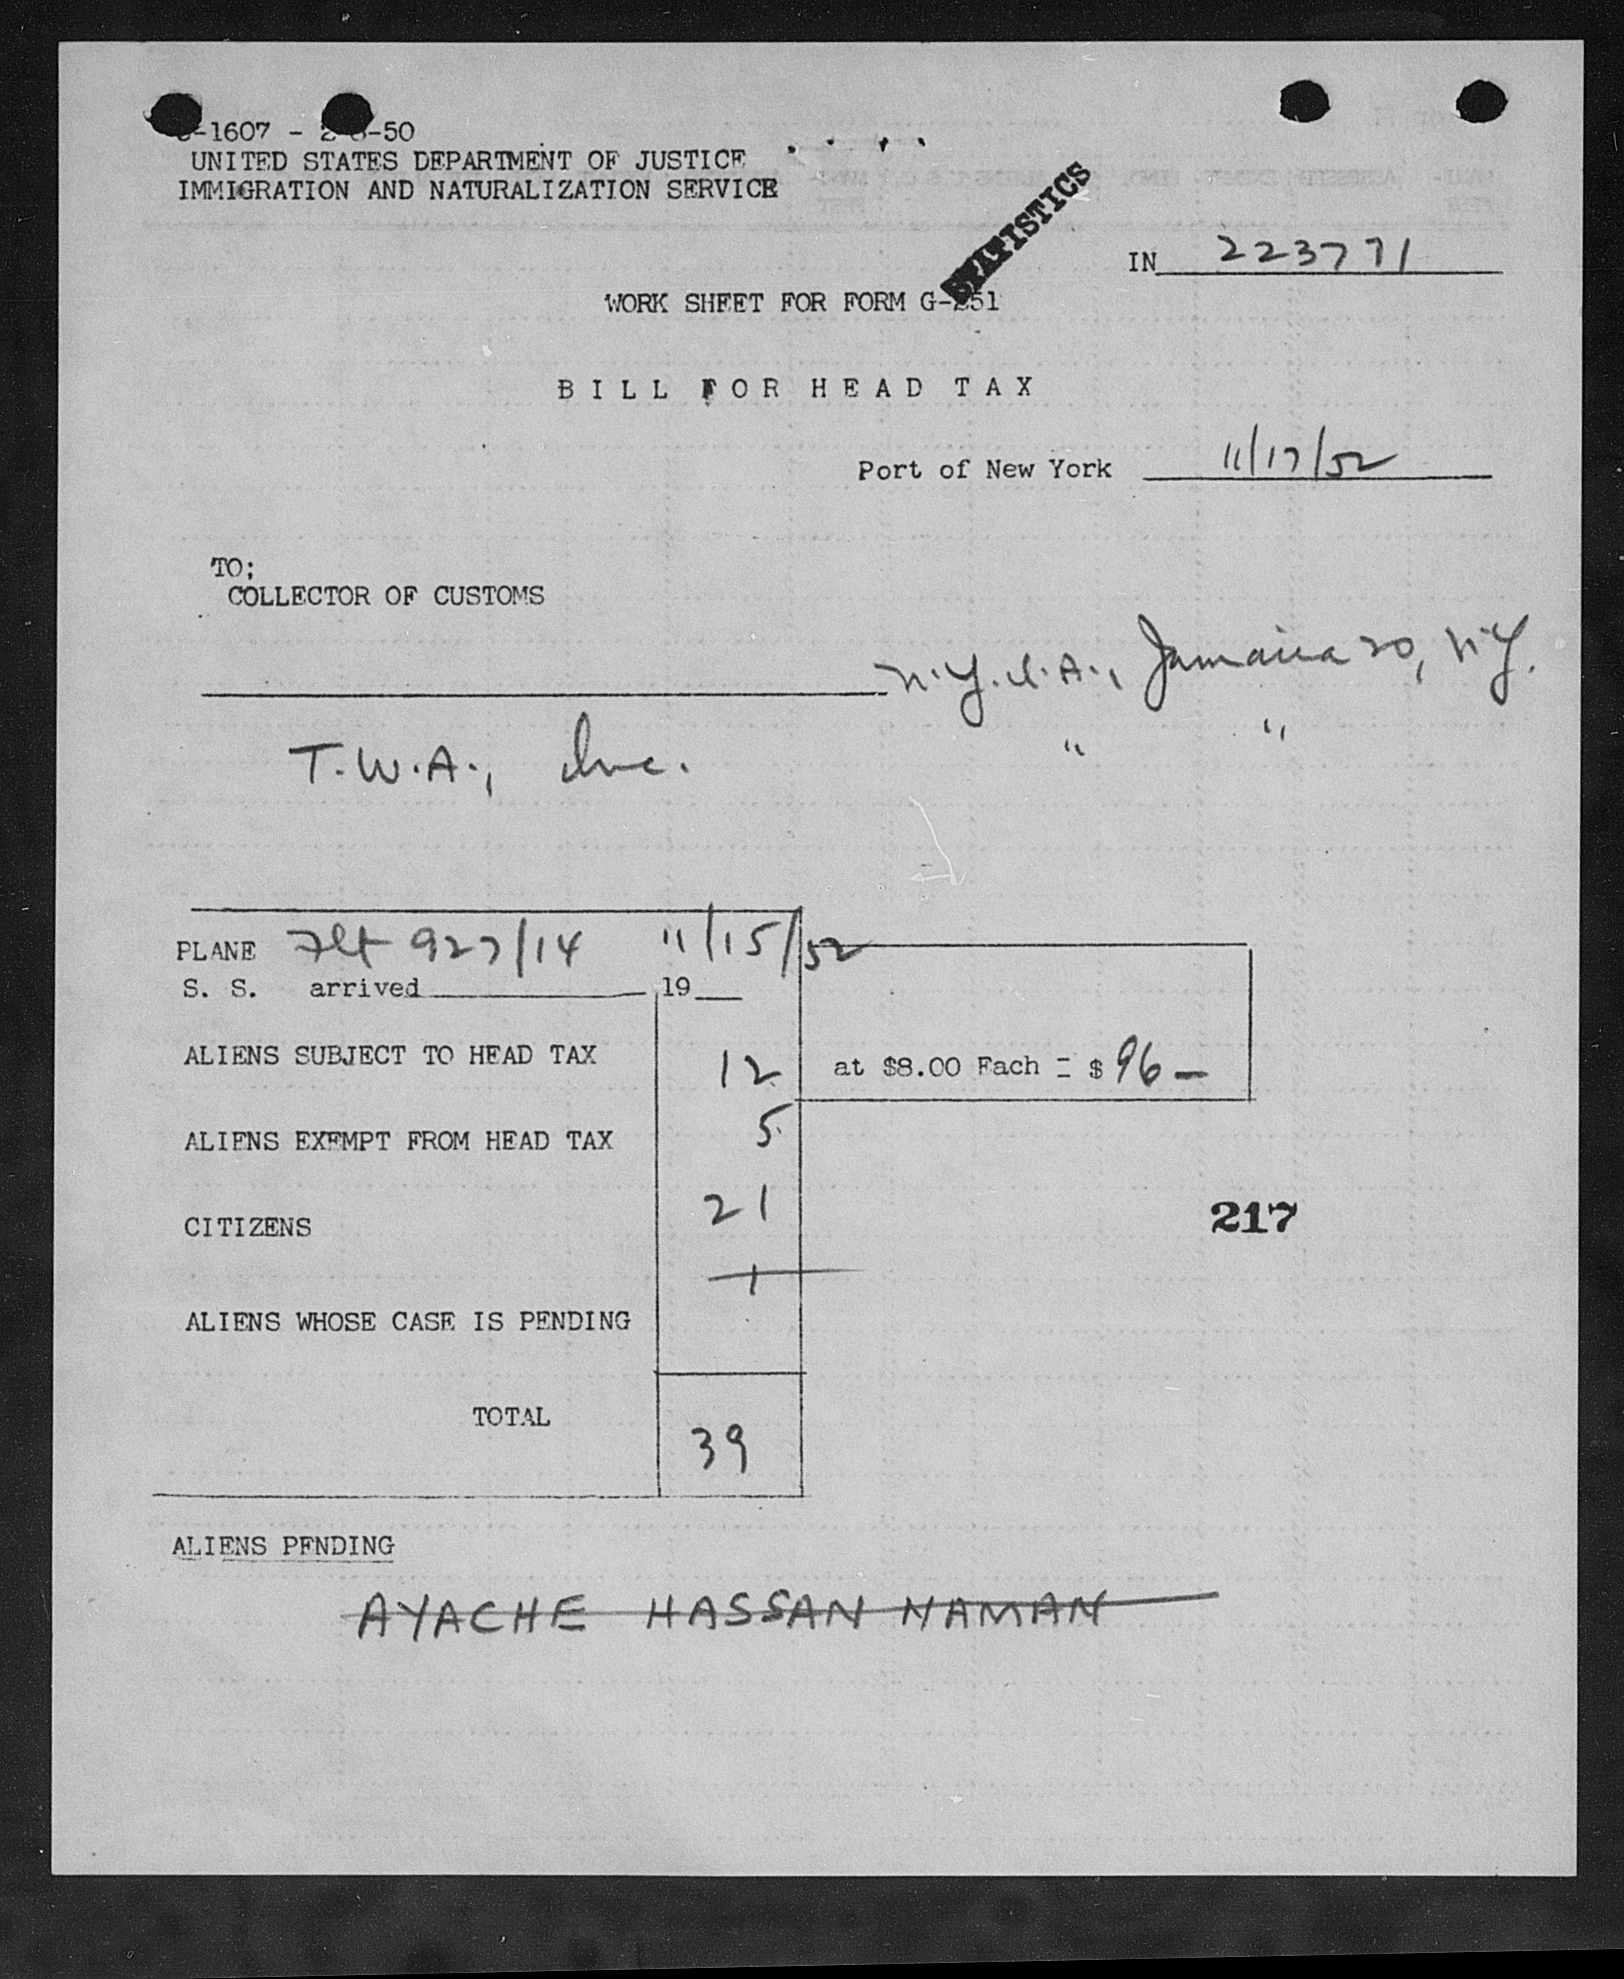 -1607 - 2-8-50
UNITED STATES DEPARTMENT OF JUSTICE
IMMIGRATION AND NATURALIZATION SERVICE
STATISTICS
IN 223771
WORK SHEET FOR FORM G-251
BILL FOR HEAD TAX
Port of New York 11/17/52
TO:
COLLECTOR OF CUSTOMS
N.Y.I.A., Jamaica 20, N.Y.
T.W.A., Inc. " "
PLANE Flt 927/14 11/15/52
S. S. arrived 19
ALIENS SUBJECT TO HEAD TAX 12 at $8.00 Each = $ 96 —
ALIENS EXEMPT FROM HEAD TAX 5
CITIZENS 21
217
1
ALIENS WHOSE CASE IS PENDING
TOTAL 39
ALIENS PENDING
AYACHE HASSAN NAMAN